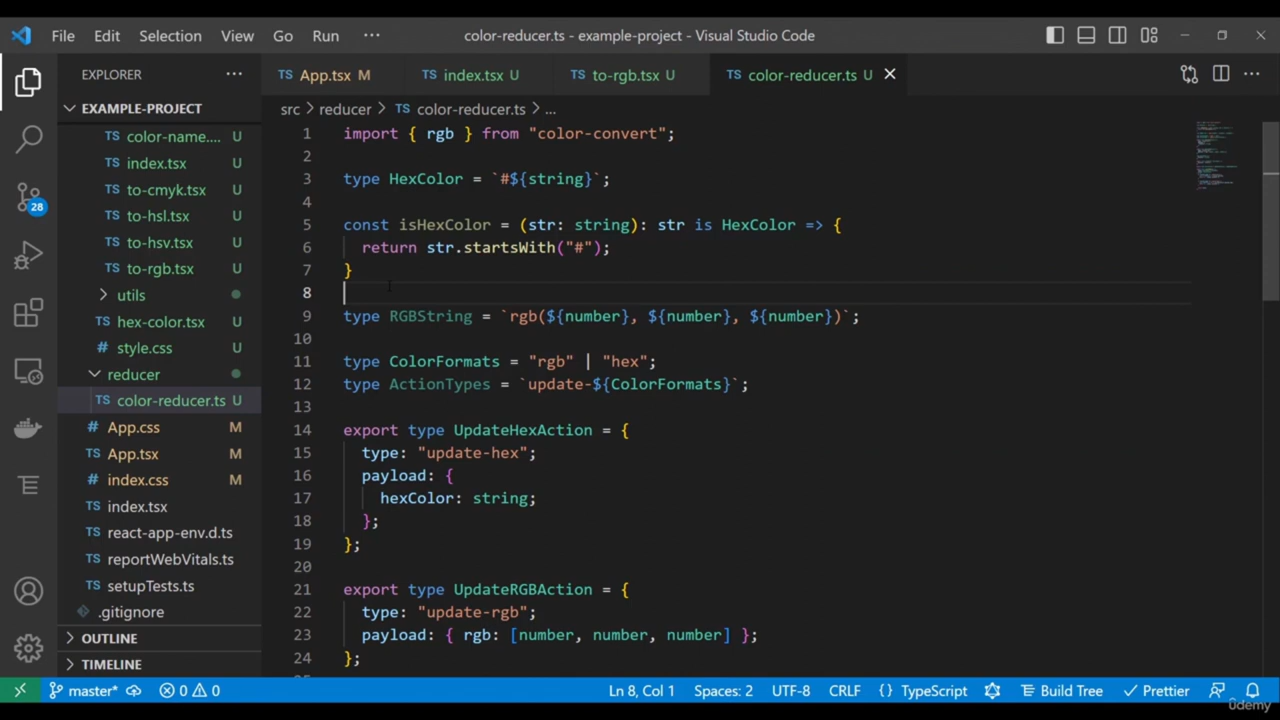 File Edit Selection View Go Run ··· color-reducer.ts - example-project - Visual Studio Code
EXPLORER ···
TS App.tsx M TS index.tsx U TS to-rgb.tsx U TS color-reducer.ts U
EXAMPLE-PROJECT
src > reducer > TS color-reducer.ts > ...
TS color-name.... U
TS index.tsx U
TS to-cmyk.tsx U
TS to-hsl.tsx U
TS to-hsv.tsx U
TS to-rgb.tsx U
utils
TS hex-color.tsx U
# style.css U
reducer
TS color-reducer.ts U
# App.css M
TS App.tsx M
# index.css M
TS index.tsx
TS react-app-env.d.ts
TS reportWebVitals.ts
TS setupTests.ts
.gitignore
OUTLINE
TIMELINE
28
1 import { rgb } from "color-convert";
2
3 type HexColor = `#${string}`;
4
5 const isHexColor = (str: string): str is HexColor => {
6 return str.startsWith("#");
7 }
8
9 type RGBString = `rgb(${number}, ${number}, ${number})`;
10
11 type ColorFormats = "rgb" | "hex";
12 type ActionTypes = `update-${ColorFormats}`;
13
14 export type UpdateHexAction = {
15 type: "update-hex";
16 payload: {
17 hexColor: string;
18 };
19 };
20
21 export type UpdateRGBAction = {
22 type: "update-rgb";
23 payload: { rgb: [number, number, number] };
24 };
master* 0 0 Ln 8, Col 1 Spaces: 2 UTF-8 CRLF {} TypeScript Build Tree Prettier
ûdemy